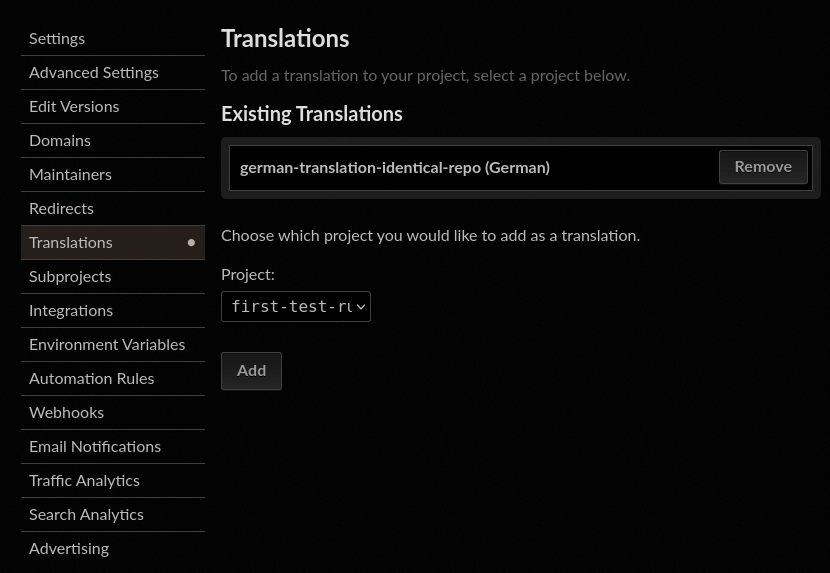 Settings
Advanced Settings
Edit Versions
Domains
Maintainers
Redirects
Translations
Subprojects
Integrations
Environment Variables
Automation Rules
Webhooks
Email Notifications
Traffic Analytics
Search Analytics
Advertising
Translations
To add a translation to your project, select a project below.
Existing Translations
german-translation-identical-repo (German)
Remove
Choose which project you would like to add as a translation.
Project:
first-test-ru
Add